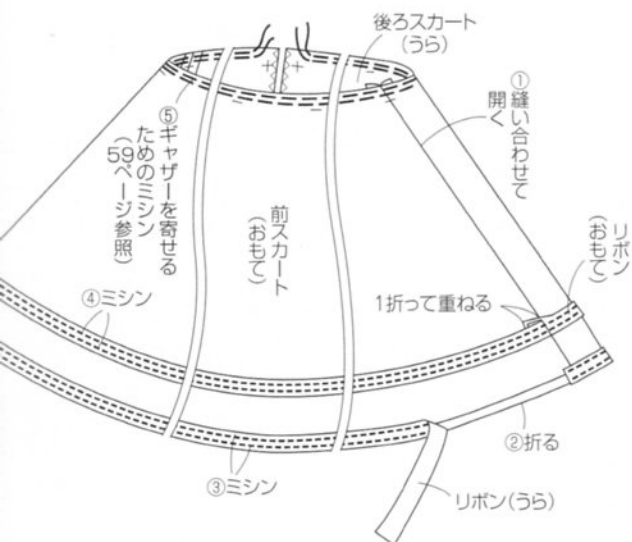 後ろスカート
(うら)
①縫い合わせて
開く
⑤ギャザーを寄せる
ためのミシン
(59ページ参照)
前スカート
(おもて)
リボン
(おもて)
1折って重ねる
④ミシン
②折る
③ミシン
リボン(うら)